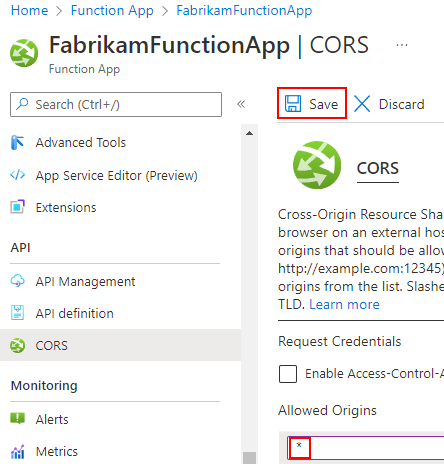 Home > Function App > FabrikamFunctionApp
FabrikamFunctionApp | CORS ...
Function App
Search (Ctrl+/) «
Advanced Tools
App Service Editor (Preview)
Extensions
API
API Management
API definition
CORS
Monitoring
Alerts
Metrics
Save Discard
CORS
Cross-Origin Resource Sha
browser on an external hos
origins that should be allow
http://example.com:12345)
origins from the list. Slashe
TLD. Learn more
Request Credentials
Enable Access-Control-A
Allowed Origins
*